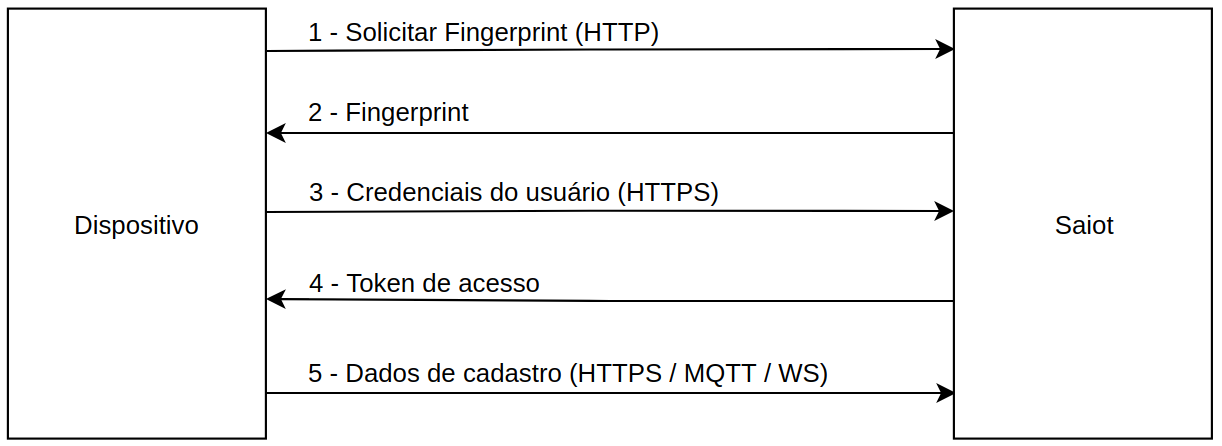 1 - Solicitar Fingerprint (HTTP)
2 - Fingerprint
3 - Credenciais do usuário (HTTPS)
Dispositivo
Saiot
4 - Token de acesso
5 - Dados de cadastro (HTTPS / MQTT / WS)